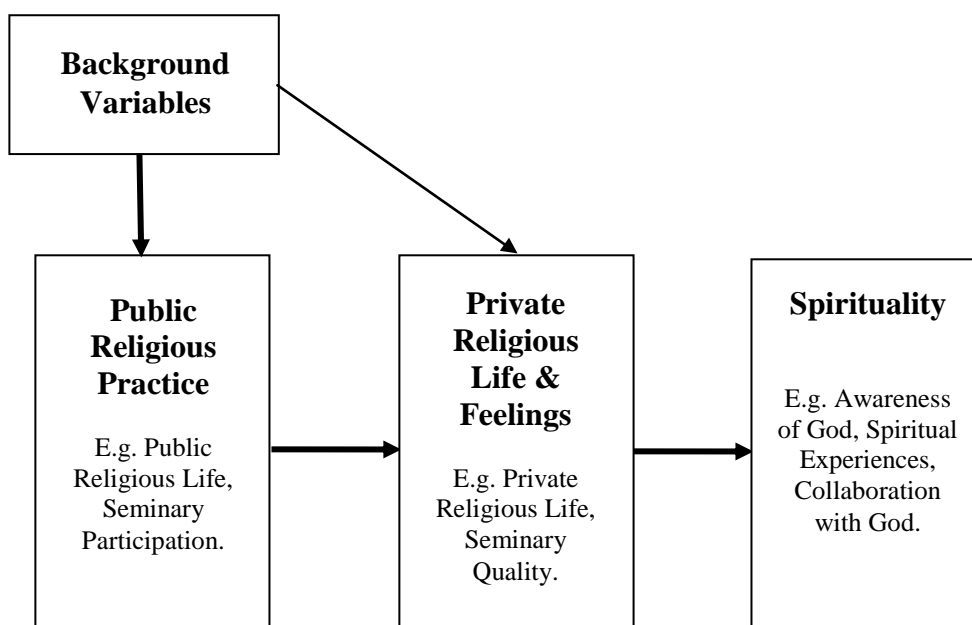 Background
Variables
Public
Religious
Practice
E.g. Public
Religious Life,
Seminary
Participation.
Private
Religious
Life &
Feelings
E.g. Private
Religious Life,
Seminary
Quality.
Spirituality
E.g. Awareness
of God, Spiritual
Experiences,
Collaboration
with God.